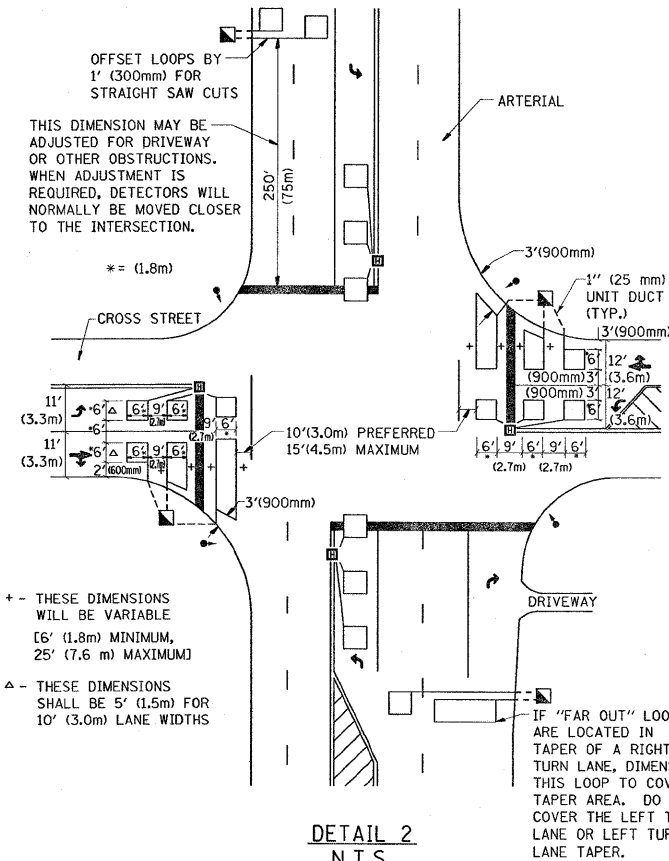 OFFSET LOOPS BY
1' (300mm) FOR
STRAIGHT SAW CUTS
THIS DIMENSION MAY BE
ADJUSTED FOR DRIVEWAY
OR OTHER OBSTRUCTIONS.
WHEN ADJUSTMENT IS
REQUIRED, DETECTORS WILL
NORMALLY BE MOVED CLOSER
TO THE INTERSECTION.
* = (1.8m)
250'
(75m)
ARTERIAL
3'(900mm)
1" (25 mm)
UNIT DUCT
(TYP.)
3'(900mm)
CROSS STREET
*6'
12'
(3.6m)
(900mm)3'
(900mm)3'
12'
*6'
(3.6m)
H
H
H
H
11'
(3.3m)
*6'
△
6'
9'
6'
*
(2.7m)
*
*6'
9'
6'
(2.7m)
*
11'
(3.3m)
*6'
△
6'
9'
6'
*
(2.7m)
*
2'
(600mm)
10'(3.0m) PREFERRED
15'(4.5m) MAXIMUM
6'
9'
6'
9'
6'
*
*
*
(2.7m)
(2.7m)
3'(900mm)
+ - THESE DIMENSIONS
WILL BE VARIABLE
[6' (1.8m) MINIMUM,
25' (7.6 m) MAXIMUM]
△ - THESE DIMENSIONS
SHALL BE 5' (1.5m) FOR
10' (3.0m) LANE WIDTHS
DRIVEWAY
IF "FAR OUT" LOO
ARE LOCATED IN
TAPER OF A RIGHT
TURN LANE, DIMENS
THIS LOOP TO COV
TAPER AREA. DO
COVER THE LEFT T
LANE OR LEFT TUR
LANE TAPER.
DETAIL 2
N.T.S.